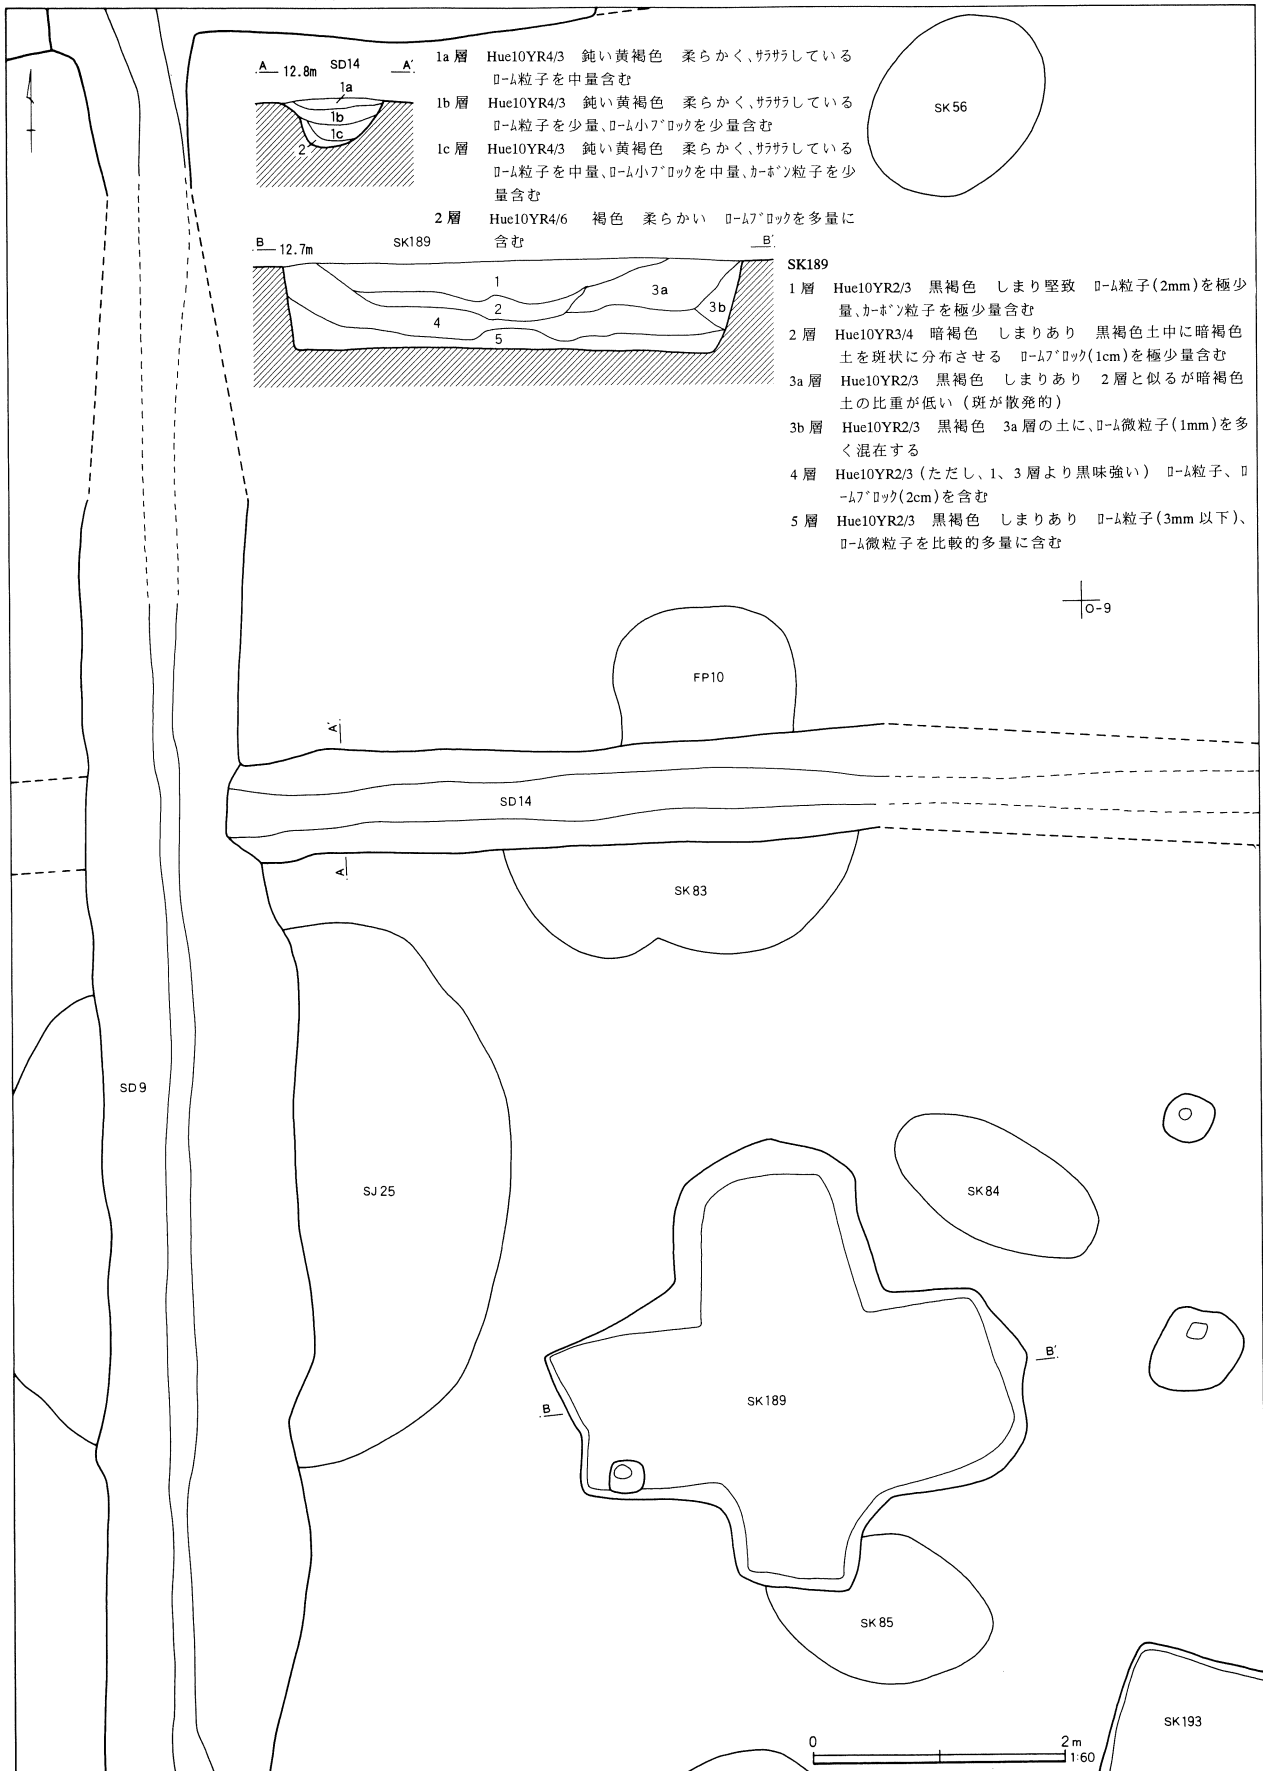 A 12.8m SD14 A'
1a
1b
1c
2
1a 層 Hue10YR4/3 鈍い黄褐色 柔らかく、ｻﾗｻﾗしている
ﾛｰﾑ粒子を中量含む
1b 層 Hue10YR4/3 鈍い黄褐色 柔らかく、ｻﾗｻﾗしている
ﾛｰﾑ粒子を少量、ﾛｰﾑ小ﾌﾞﾛｯｸを少量含む
1c 層 Hue10YR4/3 鈍い黄褐色 柔らかく、ｻﾗｻﾗしている
ﾛｰﾑ粒子を中量、ﾛｰﾑ小ﾌﾞﾛｯｸを中量、ｶｰﾎﾞﾝ粒子を少
量含む
2 層 Hue10YR4/6 褐色 柔らかい ﾛｰﾑﾌﾞﾛｯｸを多量に
含む
SK56
B 12.7m SK189 B'
1
2
3a
3b
4
5
SK189
1 層 Hue10YR2/3 黒褐色 しまり堅致 ﾛｰﾑ粒子(2mm)を極少
量、ｶｰﾎﾞﾝ粒子を極少量含む
2 層 Hue10YR3/4 暗褐色 しまりあり 黒褐色土中に暗褐色
土を斑状に分布させる ﾛｰﾑﾌﾞﾛｯｸ(1cm)を極少量含む
3a 層 Hue10YR2/3 黒褐色 しまりあり 2層と似るが暗褐色
土の比重が低い（斑が散発的）
3b 層 Hue10YR2/3 黒褐色 3a 層の土に、ﾛｰﾑ微粒子(1mm)を多
く混在する
4 層 Hue10YR2/3（ただし、1、3 層より黒味強い） ﾛｰﾑ粒子、ﾛ
ｰﾑﾌﾞﾛｯｸ(2cm)を含む
5 層 Hue10YR2/3 黒褐色 しまりあり ﾛｰﾑ粒子(3mm 以下)、
ﾛｰﾑ微粒子を比較的多量に含む
O-9
FP10
A'
SD14
A
SK83
SD9
SJ25
SK84
B'
SK189
B
SK85
SK193
0 2m
1:60